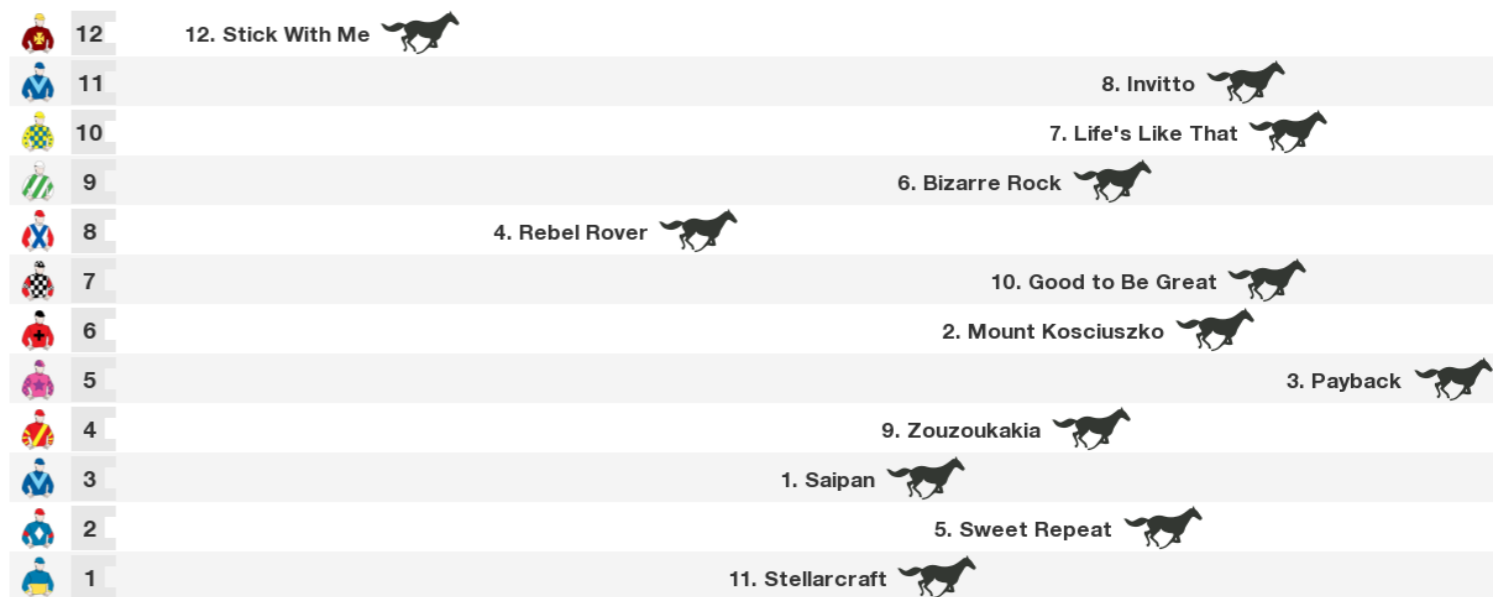 12 12. Stick With Me
11 8. Invitto
10 7. Life's Like That
9 6. Bizarre Rock
8 4. Rebel Rover
7 10. Good to Be Great
6 2. Mount Kosciuszko
5 3. Payback
4 9. Zouzoukakia
3 1. Saipan
2 5. Sweet Repeat
1 11. Stellarcraft